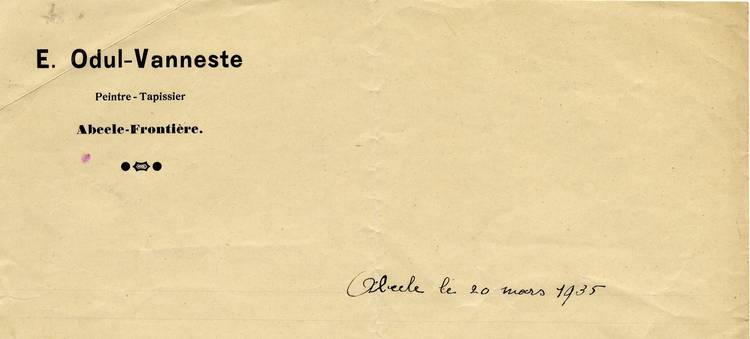 E. Odul-Vanneste
Peintre-Tapissier
Abeele-Frontière.
Abeele le 20 mars 1935